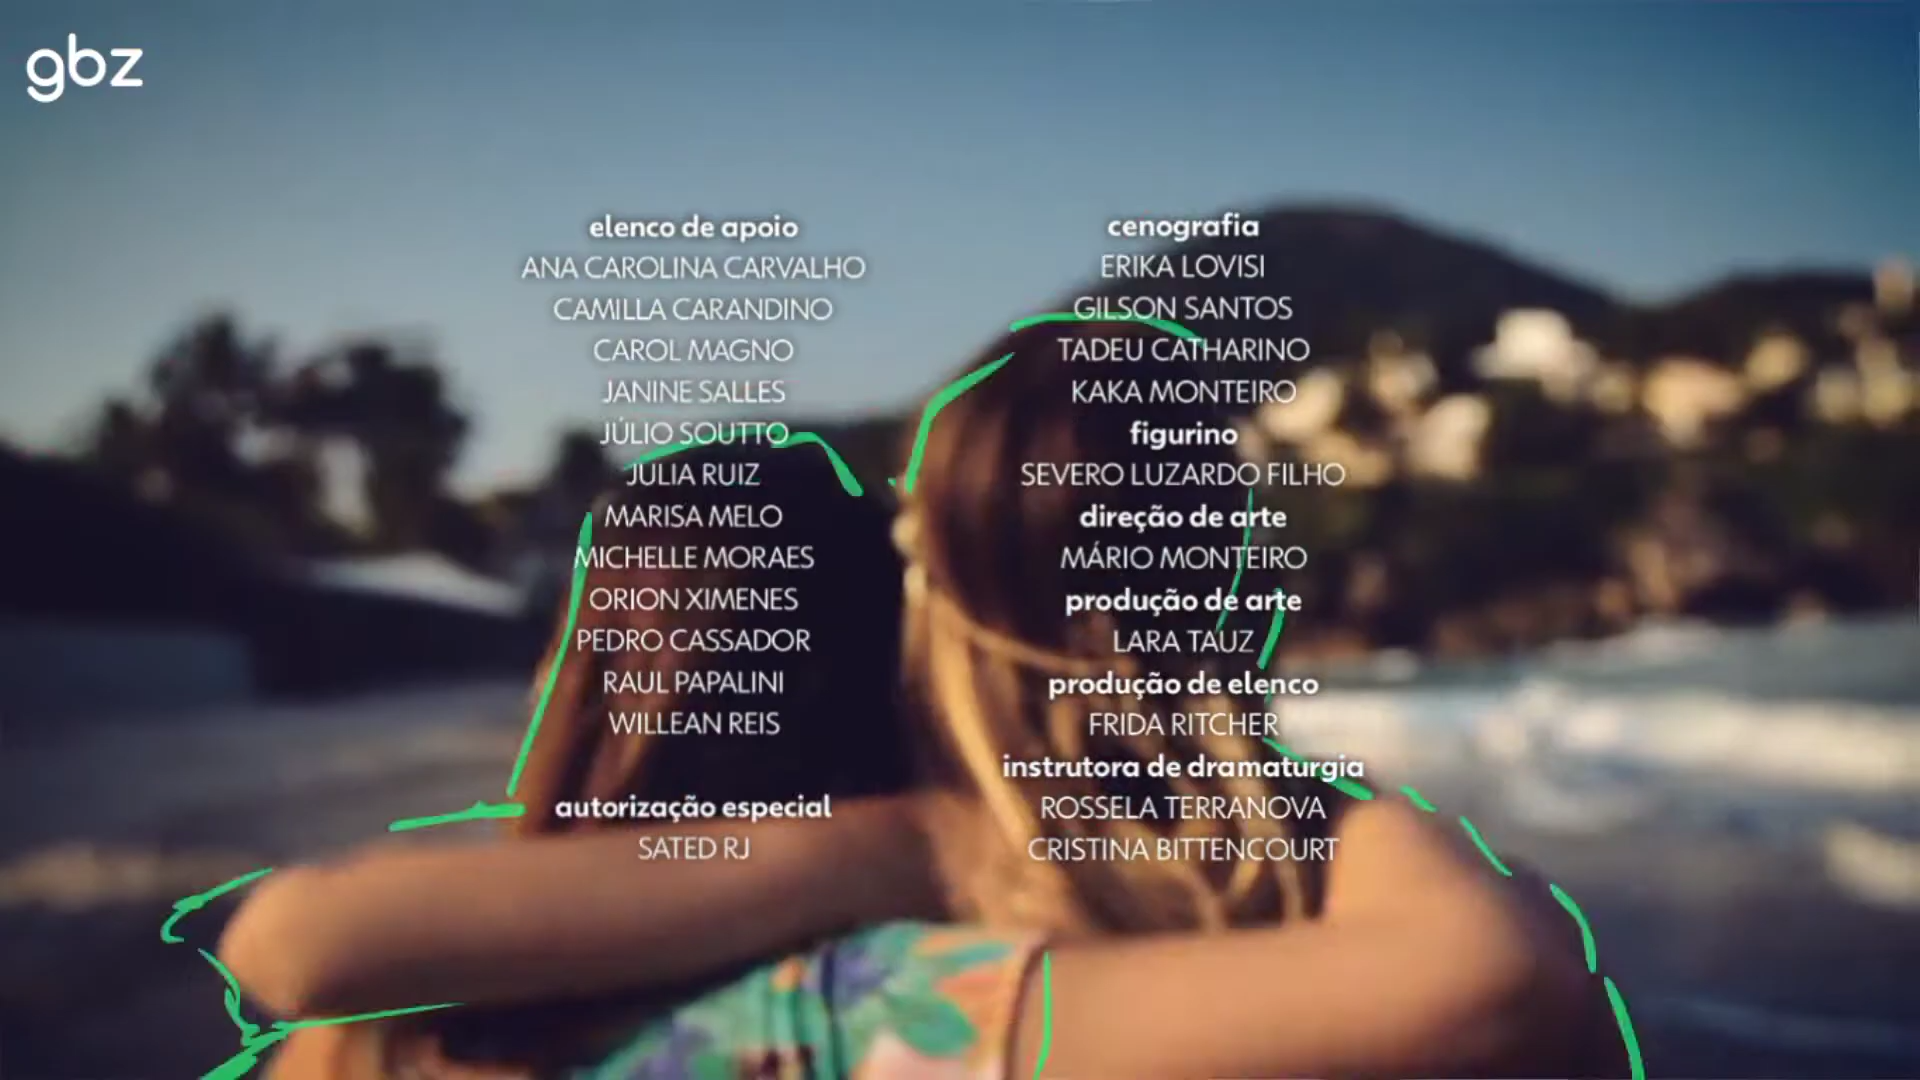 gbz
elenco de apoio
ANA CAROLINA CARVALHO
CAMILLA CARANDINO
CAROL MAGNO
JANINE SALLES
JÚLIO SOUTTO
JULIA RUIZ
MARISA MELO
MICHELLE MORAES
ORION XIMENES
PEDRO CASSADOR
RAUL PAPALINI
WILLEAN REIS
autorização especial
SATED RJ
cenografia
ERIKA LOVISI
GILSON SANTOS
TADEU CATHARINO
KAKA MONTEIRO
figurino
SEVERO LUZARDO FILHO
direção de arte
MÁRIO MONTEIRO
produção de arte
LARA TAUZ
produção de elenco
FRIDA RITCHER
instrutora de dramaturgia
ROSSELA TERRANOVA
CRISTINA BITTENCOURT